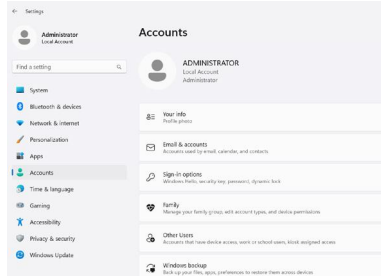 Settings
Administrator
Local Account
Find a setting
System
Bluetooth & devices
Network & internet
Personalization
Apps
Accounts
Time & language
Gaming
Accessibility
Privacy & security
Windows Update
Accounts
ADMINISTRATOR
Local Account
Administrator
Your info
Profile photo
Email & accounts
Accounts used by email, calendar, and contacts
Sign-in options
Windows Hello, security key, password, dynamic lock
Family
Manage your family group, edit account types, and device permissions
Other Users
Accounts that have device access, work or school users, kiosk assigned access
Windows backup
Back up your files, apps, preferences to restore them across devices